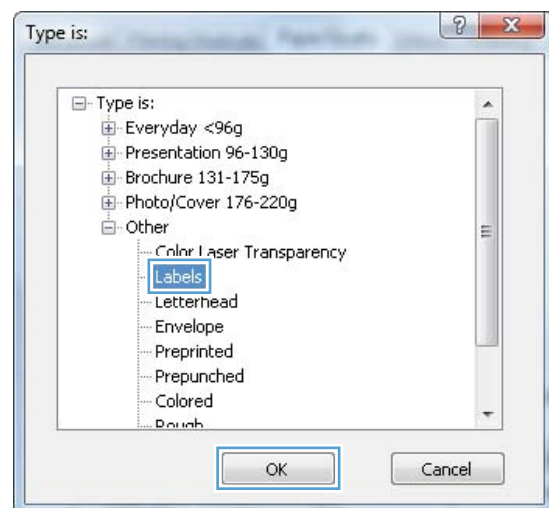 Type is:
?
X
Type is:
Everyday <96g
Presentation 96-130g
Brochure 131-175g
Photo/Cover 176-220g
Other
Color Laser Transparency
Labels
Letterhead
Envelope
Preprinted
Prepunched
Colored
Rough
OK
Cancel